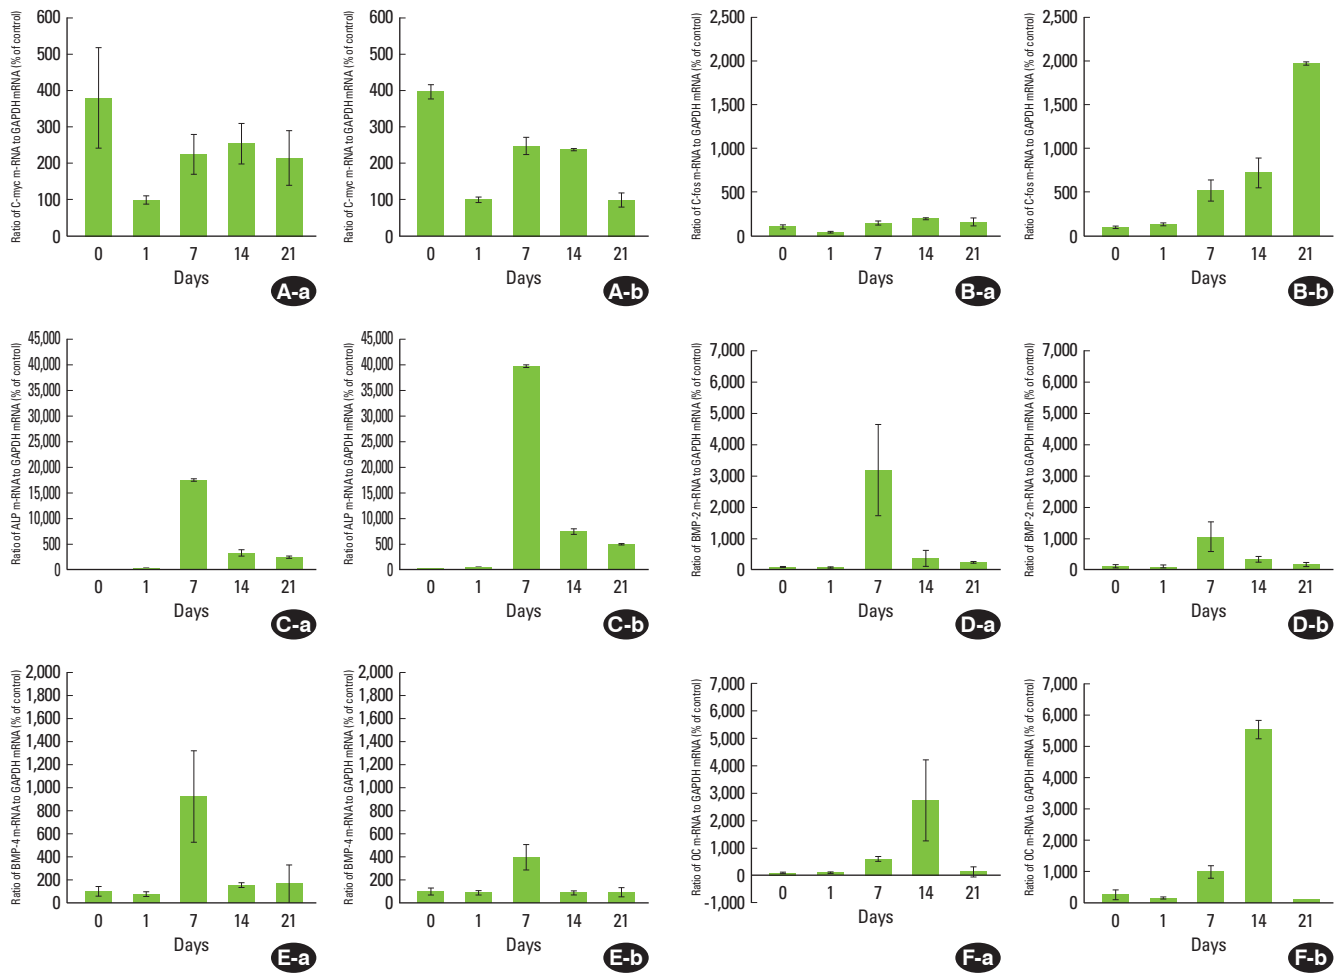 Ratio of C-myc m-RNA to GAPDH mRNA (% of control)
600
500
400
300
200
100
0
0 1 7 14 21
Days
A-a
Ratio of C-myc m-RNA to GAPDH mRNA (% of control)
600
500
400
300
200
100
0
0 1 7 14 21
Days
A-b
Ratio of C-fos m-RNA to GAPDH mRNA (% of control)
2,500
2,000
1,500
1,000
500
0
0 1 7 14 21
Days
B-a
Ratio of C-fos m-RNA to GAPDH mRNA (% of control)
2,500
2,000
1,500
1,000
500
0
0 1 7 14 21
Days
B-b
Ratio of ALP m-RNA to GAPDH mRNA (% of control)
45,000
40,000
35,000
30,000
25,000
20,000
15,000
10,000
500
0
0 1 7 14 21
Days
C-a
Ratio of ALP m-RNA to GAPDH mRNA (% of control)
45,000
40,000
35,000
30,000
25,000
20,000
15,000
10,000
500
0
0 1 7 14 21
Days
C-b
Ratio of BMP-2 m-RNA to GAPDH mRNA (% of control)
7,000
6,000
5,000
4,000
3,000
2,000
1,000
0
0 1 7 14 21
Days
D-a
Ratio of BMP-2 m-RNA to GAPDH mRNA (% of control)
7,000
6,000
5,000
4,000
3,000
2,000
1,000
0
0 1 7 14 21
Days
D-b
Ratio of BMP-4 m-RNA to GAPDH mRNA (% of control)
2,000
1,800
1,600
1,400
1,200
1,000
800
600
400
200
0
0 1 7 14 21
Days
E-a
Ratio of BMP-4 m-RNA to GAPDH mRNA (% of control)
2,000
1,800
1,600
1,400
1,200
1,000
800
600
400
200
0
0 1 7 14 21
Days
E-b
Ratio of OC m-RNA to GAPDH mRNA (% of control)
7,000
6,000
5,000
4,000
3,000
2,000
1,000
0
-1,000
0 1 7 14 21
Days
F-a
Ratio of OC m-RNA to GAPDH mRNA (% of control)
7,000
6,000
5,000
4,000
3,000
2,000
1,000
0
0 1 7 14 21
Days
F-b